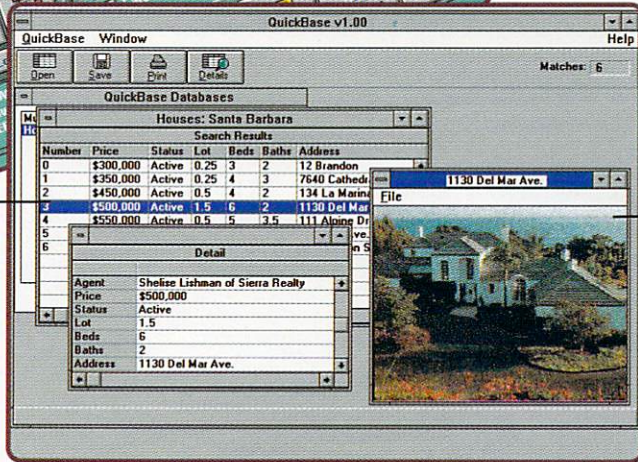 QuickBase v1.00
QuickBase Window Help
Open Save Print Details Matches: 6
QuickBase Databases
Houses: Santa Barbara
Search Results
Number Price Status Lot Beds Baths Address
0 $300,000 Active 0.25 3 2 12 Brandon
1 $350,000 Active 0.25 4 3 7640 Cathedr
2 $450,000 Active 0.5 4 2 134 La Marina
3 $500,000 Active 1.5 6 2 1130 Del Mar
4 $550,000 Active 0.5 5 3.5 111 Alpine Dr
5
6
1130 Del Mar Ave.
File
Detail
Agent Shelise Lishman of Sierra Realty
Price $500,000
Status Active
Lot 1.5
Beds 6
Baths 2
Address 1130 Del Mar Ave.